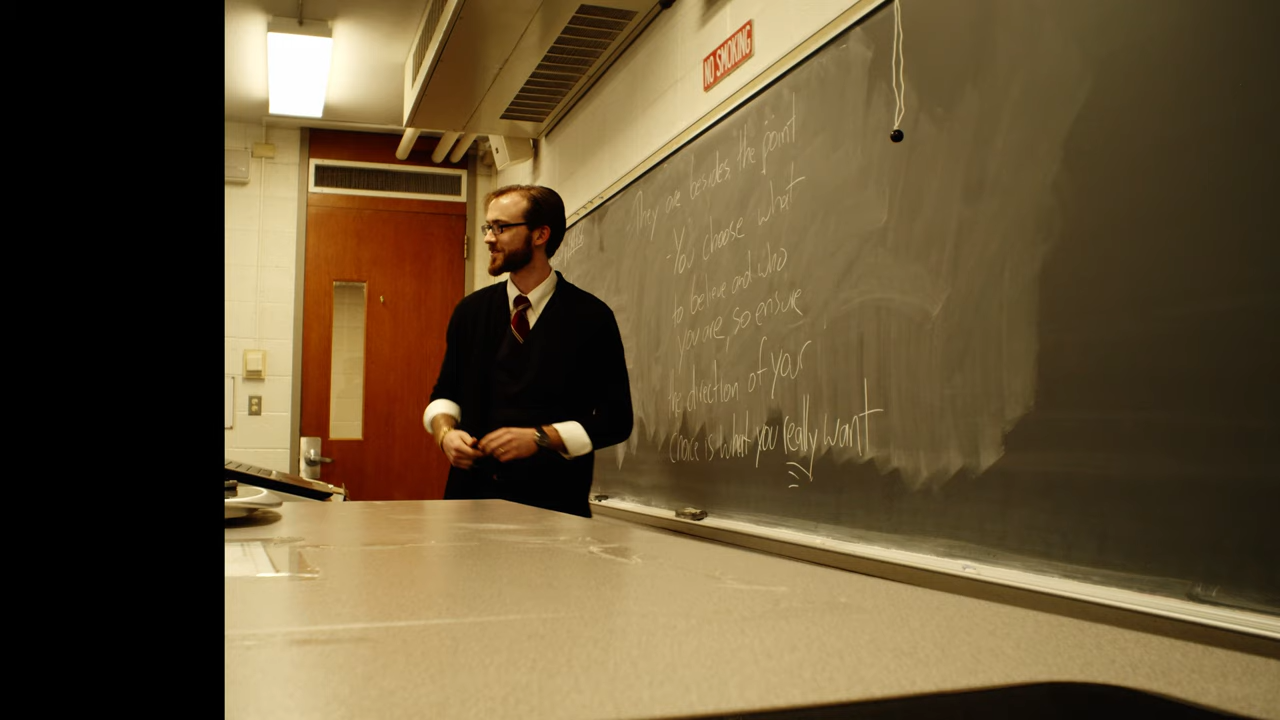 NO SMOKING
They are besides the point
- You choose what
to believe and who
you are, so ensure
the direction of your
choice is what you really want